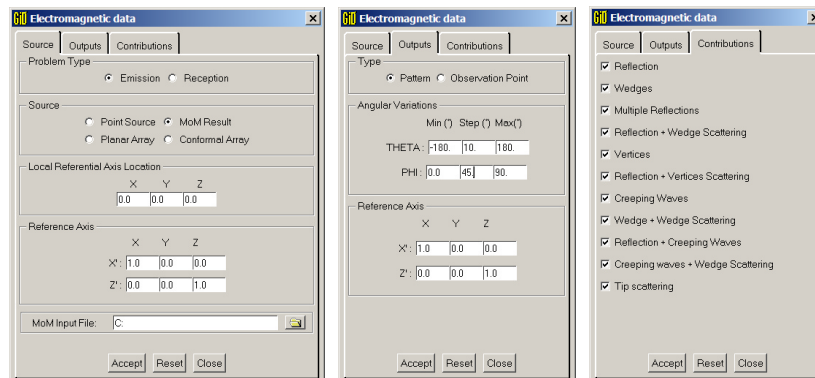 GiD Electromagnetic data
Source Outputs Contributions
Problem Type
Emission Reception
Source
Point Source MoM Result
Planar Array Conformal Array
Local Referential Axis Location
X Y Z
0.0 0.0 0.0
Reference Axis
X Y Z
X': 1.0 0.0 0.0
Z': 0.0 0.0 1.0
MoM Input File: C:
Accept Reset Close
GiD Electromagnetic data
Source Outputs Contributions
Type
Pattern Observation Point
Angular Variations
Min (°) Step (°) Max(°)
THETA: -180. 10. 180.
PHI: 0.0 45. 90.
Reference Axis
X Y Z
X': 1.0 0.0 0.0
Z': 0.0 0.0 1.0
Accept Reset Close
GiD Electromagnetic data
Source Outputs Contributions
Reflection
Wedges
Multiple Reflections
Reflection + Wedge Scattering
Vertices
Reflection + Vertices Scattering
Creeping Waves
Wedge + Wedge Scattering
Reflection + Creeping Waves
Creeping waves + Wedge Scattering
Tip scattering
Accept Reset Close